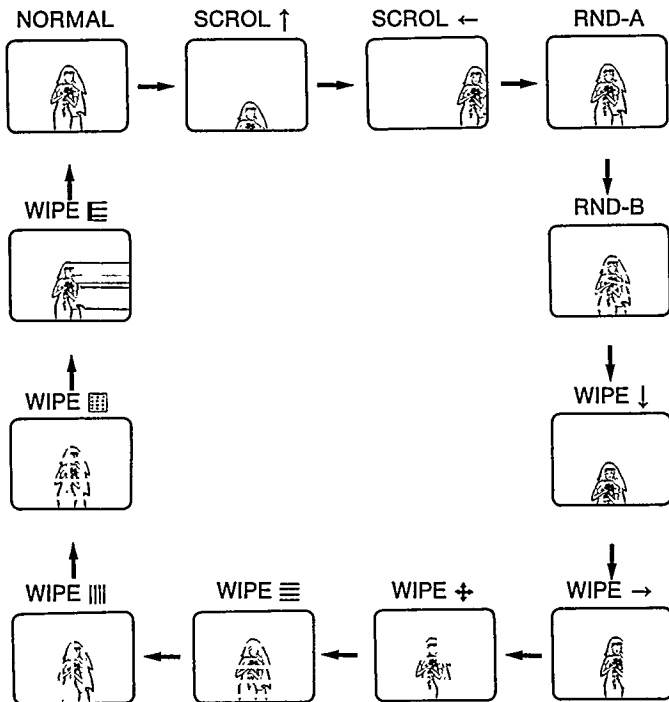 NORMAL
SCROL ↑
SCROL ←
RND-A
RND-B
WIPE ↓
WIPE →
WIPE
WIPE
WIPE
WIPE
WIPE